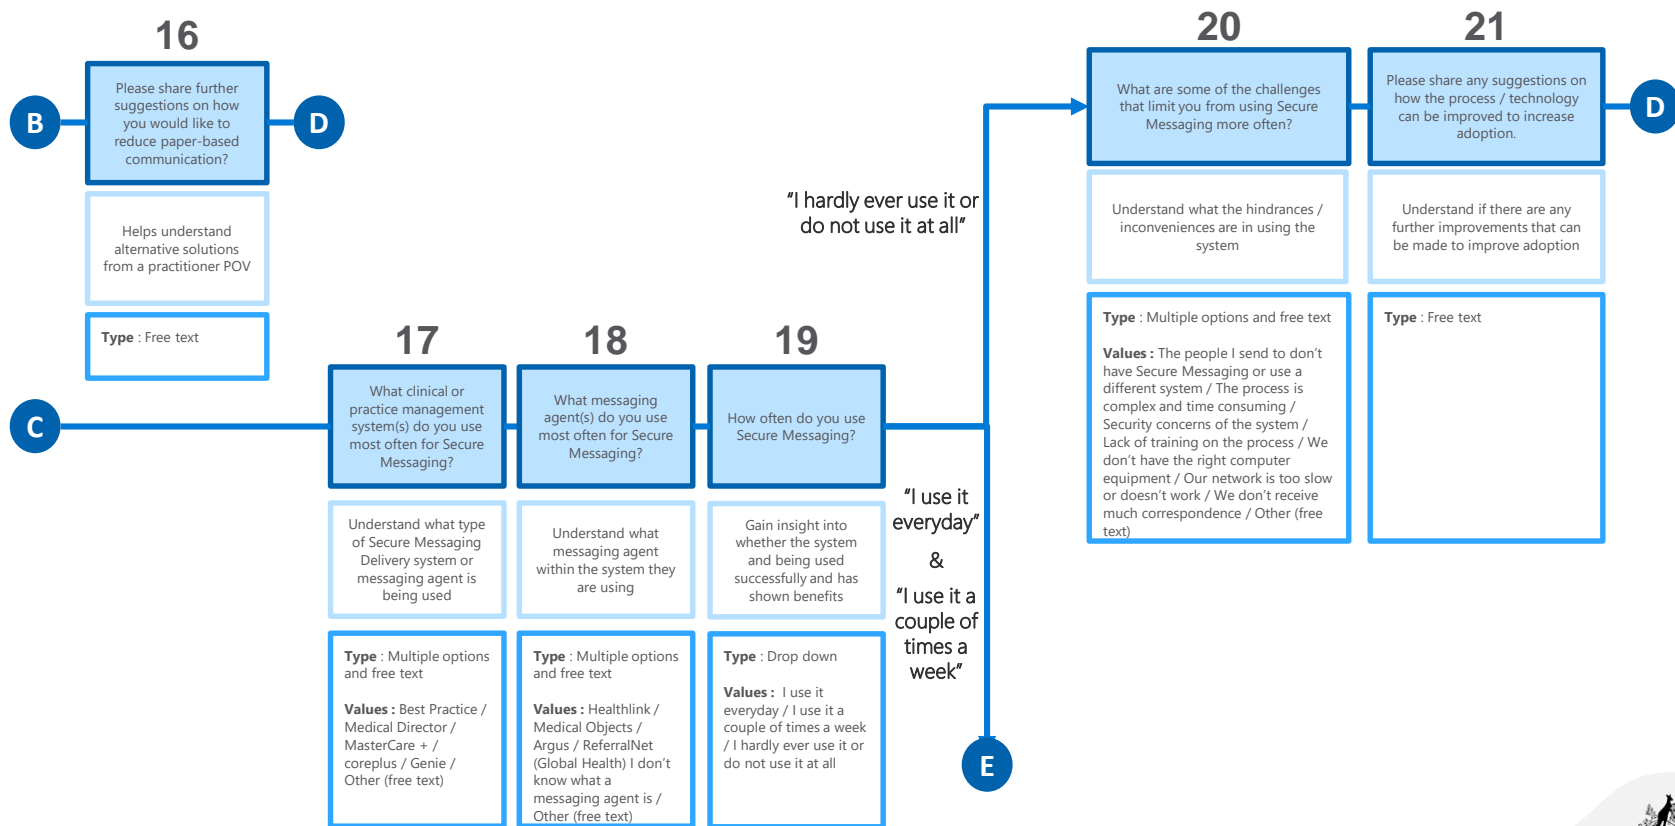 16
Please share further
suggestions on how
you would like to
reduce paper-based
communication?
B
D
Helps understand
alternative solutions
from a practitioner POV
Type : Free text
C
17
What clinical or
practice management
system(s) do you use
most often for Secure
Messaging?
Understand what type
of Secure Messaging
Delivery system or
messaging agent is
being used
Type : Multiple options
and free text
Values : Best Practice /
Medical Director /
MasterCare + /
coreplus / Genie /
Other (free text)
18
What messaging
agent(s) do you use
most often for Secure
Messaging?
Understand what
messaging agent
within the system they
are using
Type : Multiple options
and free text
Values : Healthlink /
Medical Objects /
Argus / ReferralNet
(Global Health) I don't
know what a
messaging agent is /
Other (free text)
19
How often do you use
Secure Messaging?
Gain insight into
whether the system
and being used
successfully and has
shown benefits
Type : Drop down
Values : I use it
everyday / I use it a
couple of times a week
/ I hardly ever use it or
do not use it at all
"I hardly ever use it or
do not use it at all"
"I use it
everyday"
&
"I use it a
couple of
times a
week"
E
20
What are some of the challenges
that limit you from using Secure
Messaging more often?
Understand what the hindrances /
inconveniences are in using the
system
Type : Multiple options and free text
Values : The people I send to don't
have Secure Messaging or use a
different system / The process is
complex and time consuming /
Security concerns of the system /
Lack of training on the process / We
don't have the right computer
equipment / Our network is too slow
or doesn't work / We don't receive
much correspondence / Other (free
text)
21
Please share any suggestions on
how the process / technology
can be improved to increase
adoption.
D
Understand if there are any
further improvements that can
be made to improve adoption
Type : Free text